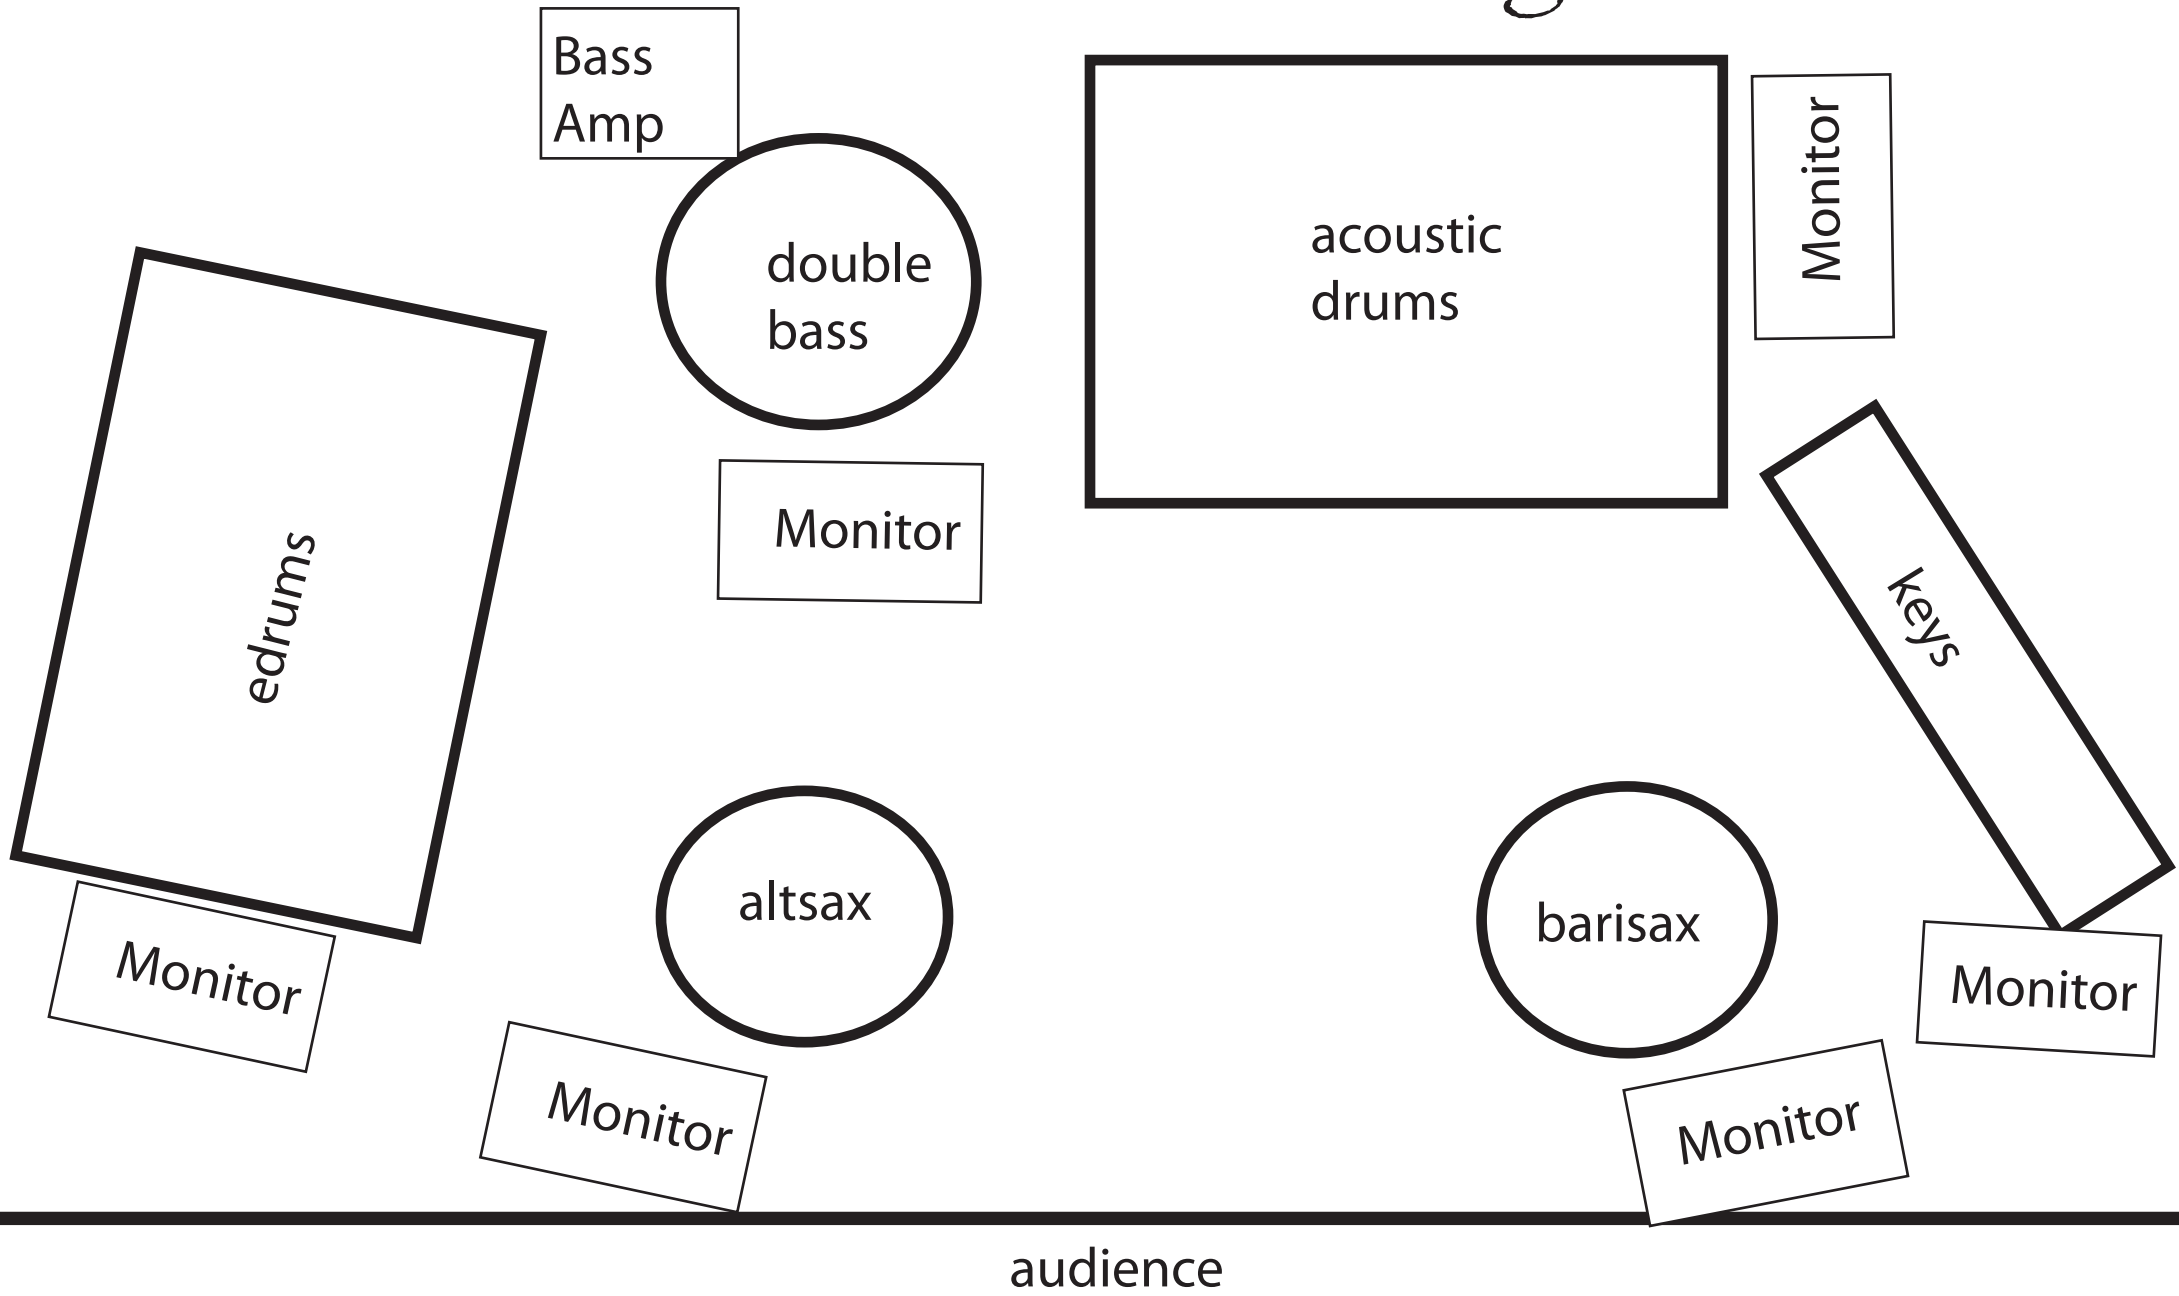 Bass
Amp
double
bass
acoustic
drums
Monitor
edrums
Monitor
keys
altsax
barisax
Monitor
Monitor
Monitor
Monitor
audience